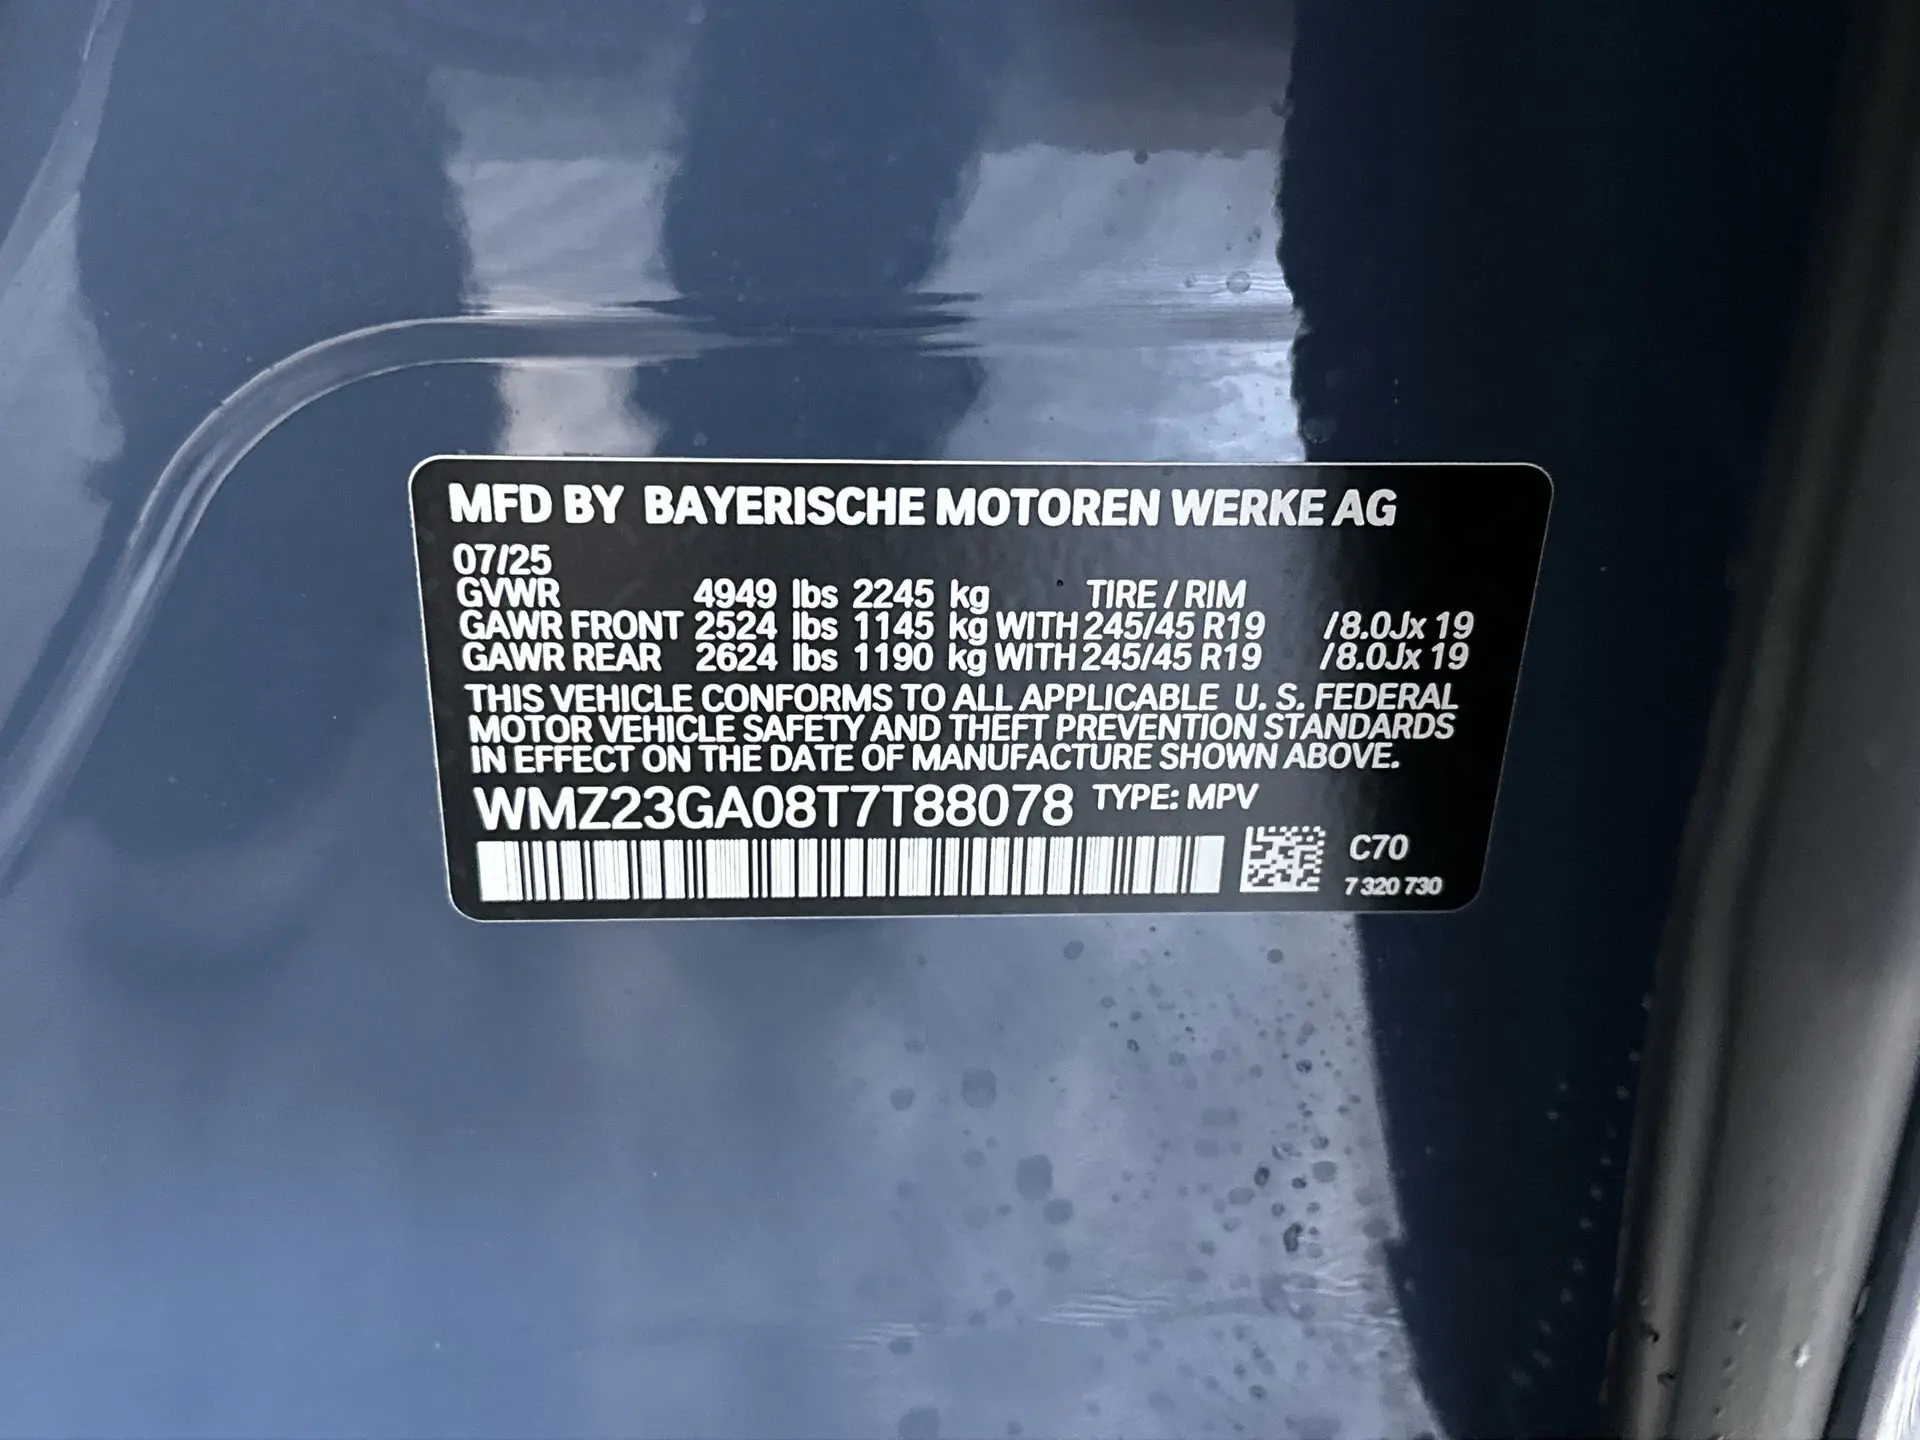 MFD BY BAYERISCHE MOTOREN WERKE AG
07/25
GVWR 4949 lbs 2245 kg TIRE / RIM
GAWR FRONT 2524 lbs 1145 kg WITH 245/45 R19 /8.0Jx 19
GAWR REAR 2624 lbs 1190 kg WITH 245/45 R19 /8.0Jx 19
THIS VEHICLE CONFORMS TO ALL APPLICABLE U. S. FEDERAL
MOTOR VEHICLE SAFETY AND THEFT PREVENTION STANDARDS
IN EFFECT ON THE DATE OF MANUFACTURE SHOWN ABOVE.
WMZ23GA08T7T88078 TYPE: MPV
C70
7 320 730